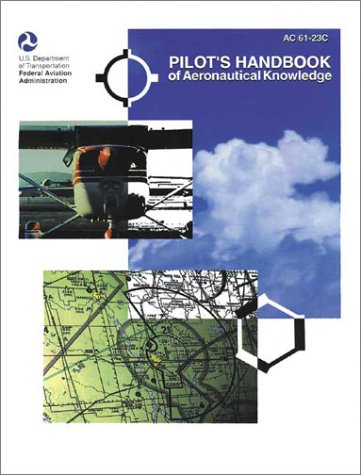 AC 61-23C
U.S. Department
of Transportation
Federal Aviation
Administration
PILOT'S HANDBOOK
of Aeronautical Knowledge